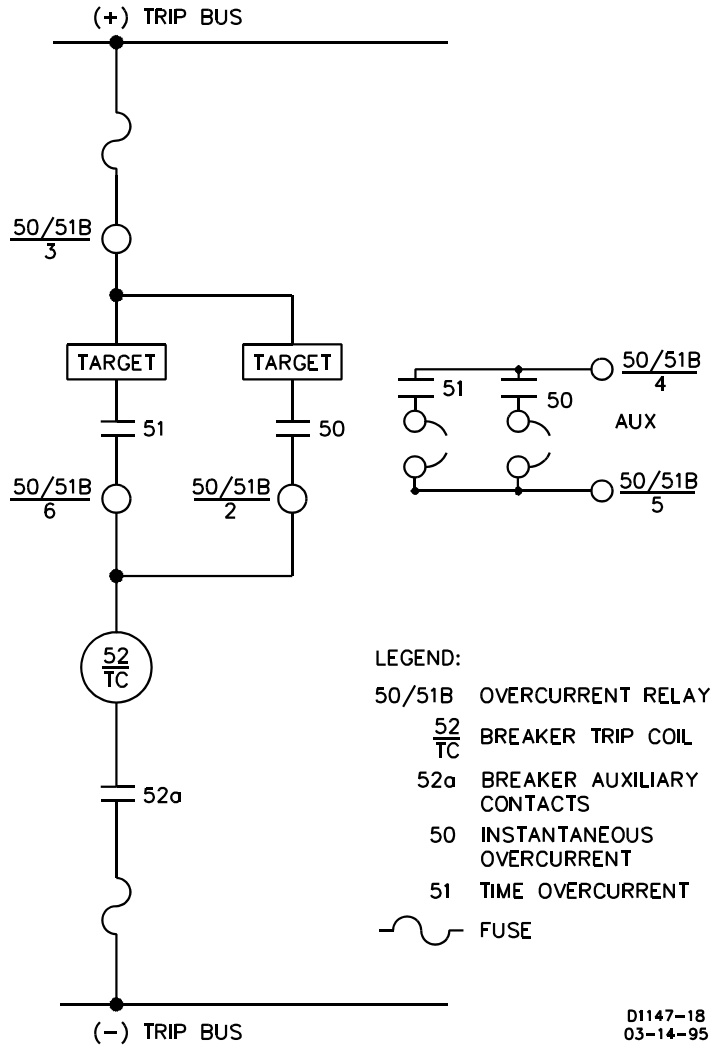 (+) TRIP BUS
50/51B
3
TARGET
TARGET
51
50
50/51B
6
50/51B
2
51
50
50/51B
4
AUX
50/51B
5
52
TC
52a
(-) TRIP BUS
LEGEND:
50/51B OVERCURRENT RELAY
52
TC BREAKER TRIP COIL
52a BREAKER AUXILIARY
CONTACTS
50 INSTANTANEOUS
OVERCURRENT
51 TIME OVERCURRENT
FUSE
D1147-18
03-14-95